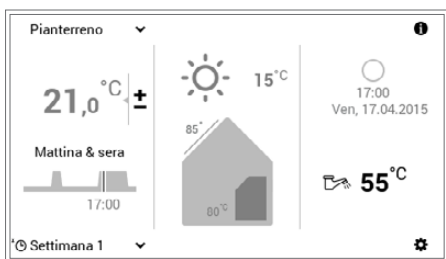 Pianterreno
21,0°C ±
Mattina & sera
17:00
Settimana 1
15°C
85°
80°C
17:00
Ven, 17.04.2015
55°C